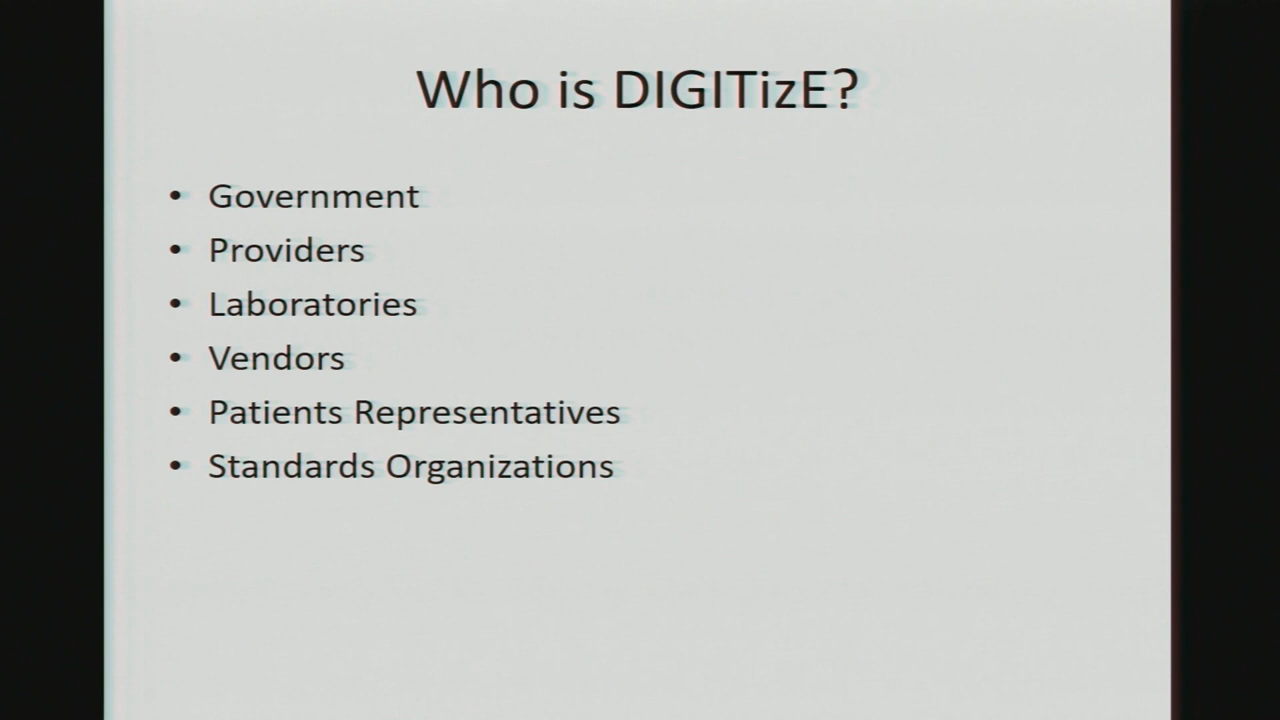 Who is DIGITizE?
• Government
• Providers
• Laboratories
• Vendors
• Patients Representatives
• Standards Organizations